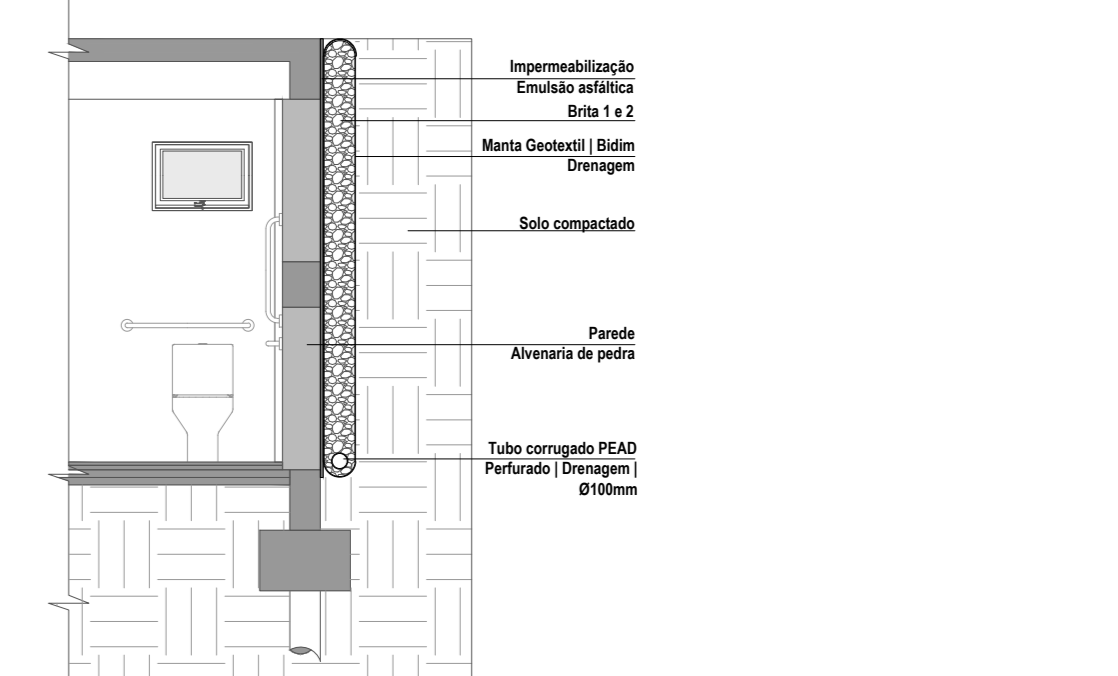 Impermeabilização
Emulsão asfáltica
Brita 1 e 2
Manta Geotextil | Bidim
Drenagem
Solo compactado
Parede
Alvenaria de pedra
Tubo corrugado PEAD
Perfurado | Drenagem |
Ø100mm